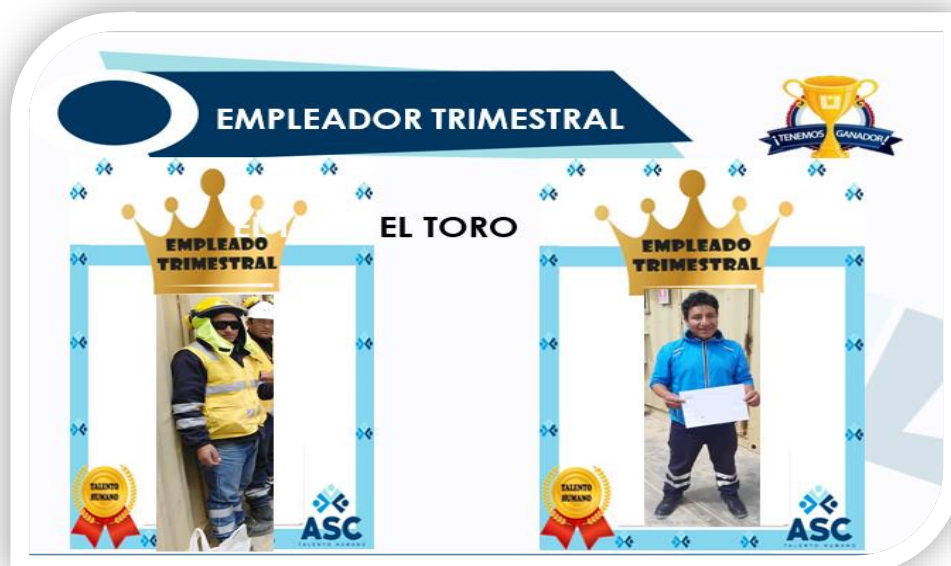 EMPLEADOR TRIMESTRAL
¡TENEMOS GANADOR!
EL T
EL TORO
EMPLEADO
TRIMESTRAL
EMPLEADO
TRIMESTRAL
TALENTO
HUMANO
ASC
TALENTO HUMANO
TALENTO
HUMANO
ASC
TALENTO HUMANO